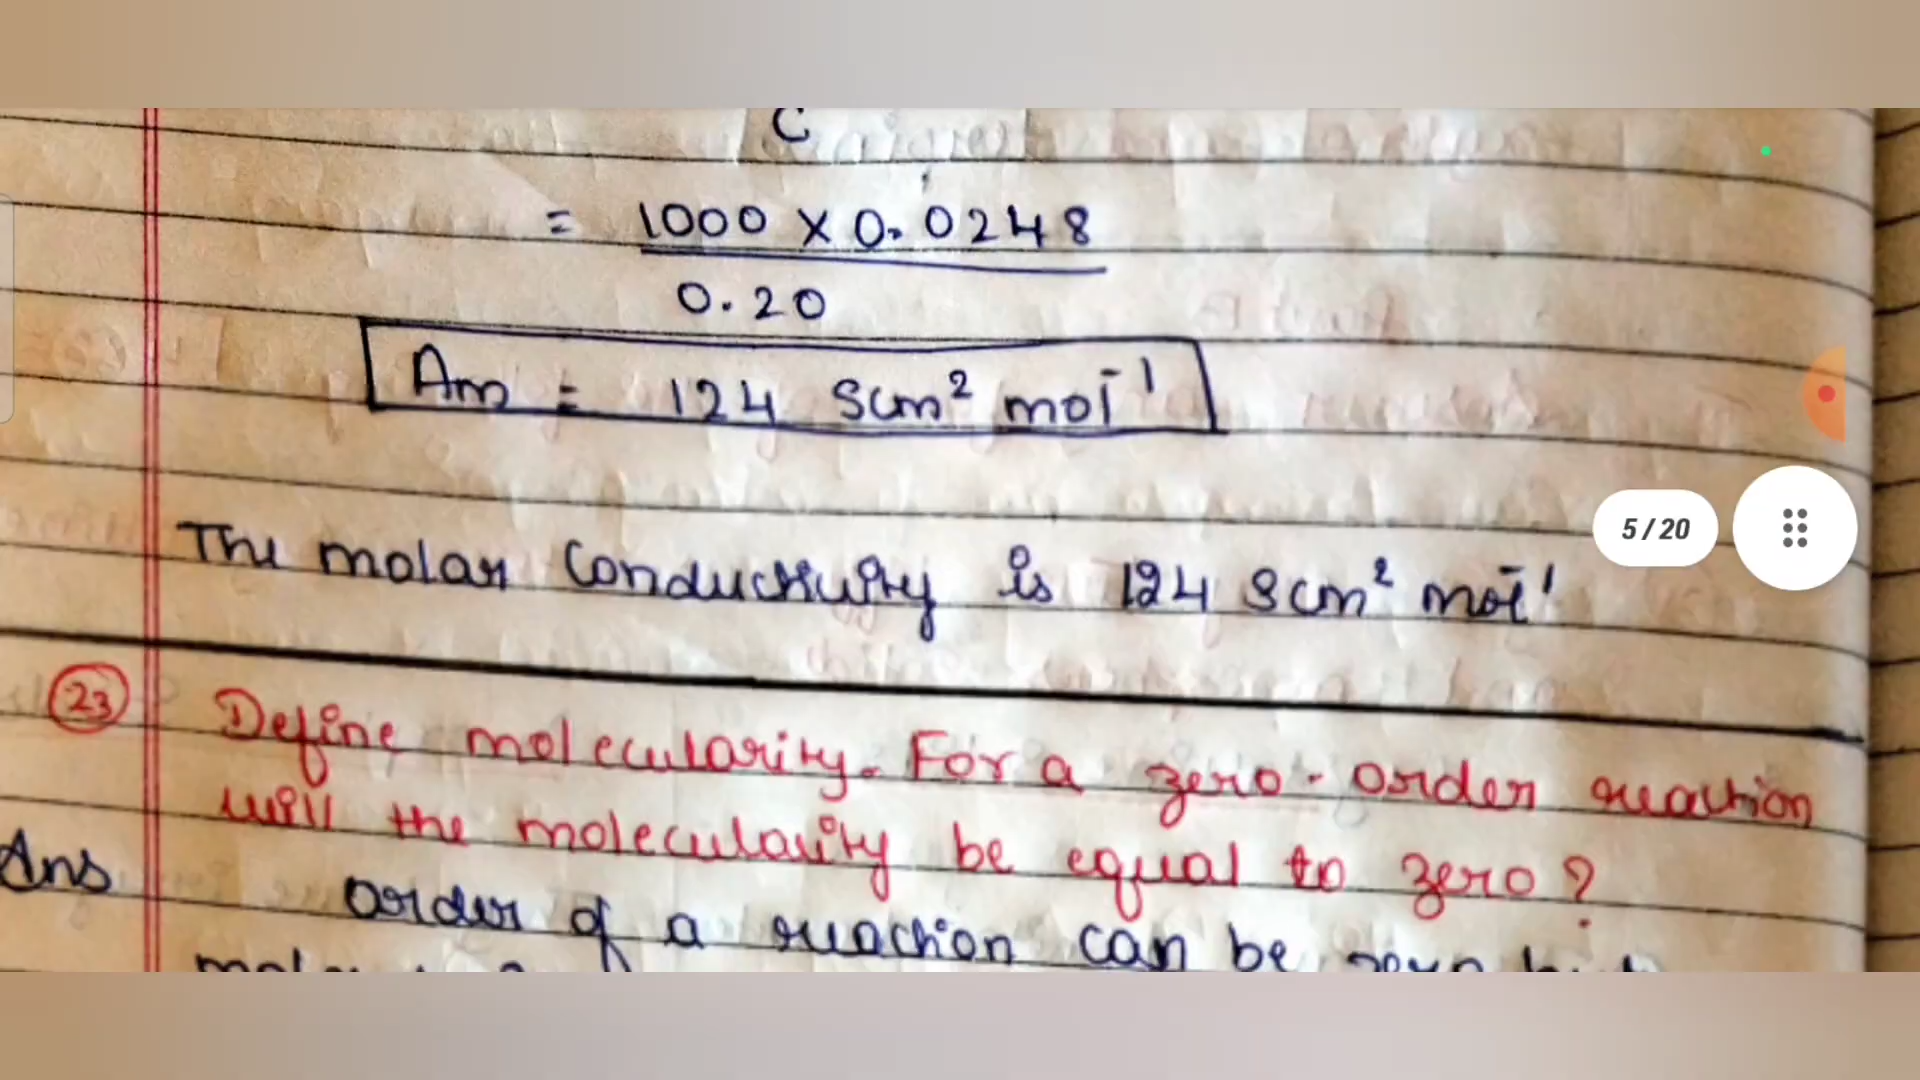 C
= 1000 X 0.0248
0.20
Λm = 124 Scm² mol⁻¹
The molar Conductivity is 124 Scm² mol⁻¹
5/20
23 Define molecularity. For a zero-order reaction
will the molecularity be equal to zero?
Ans order of a reaction can be zero but